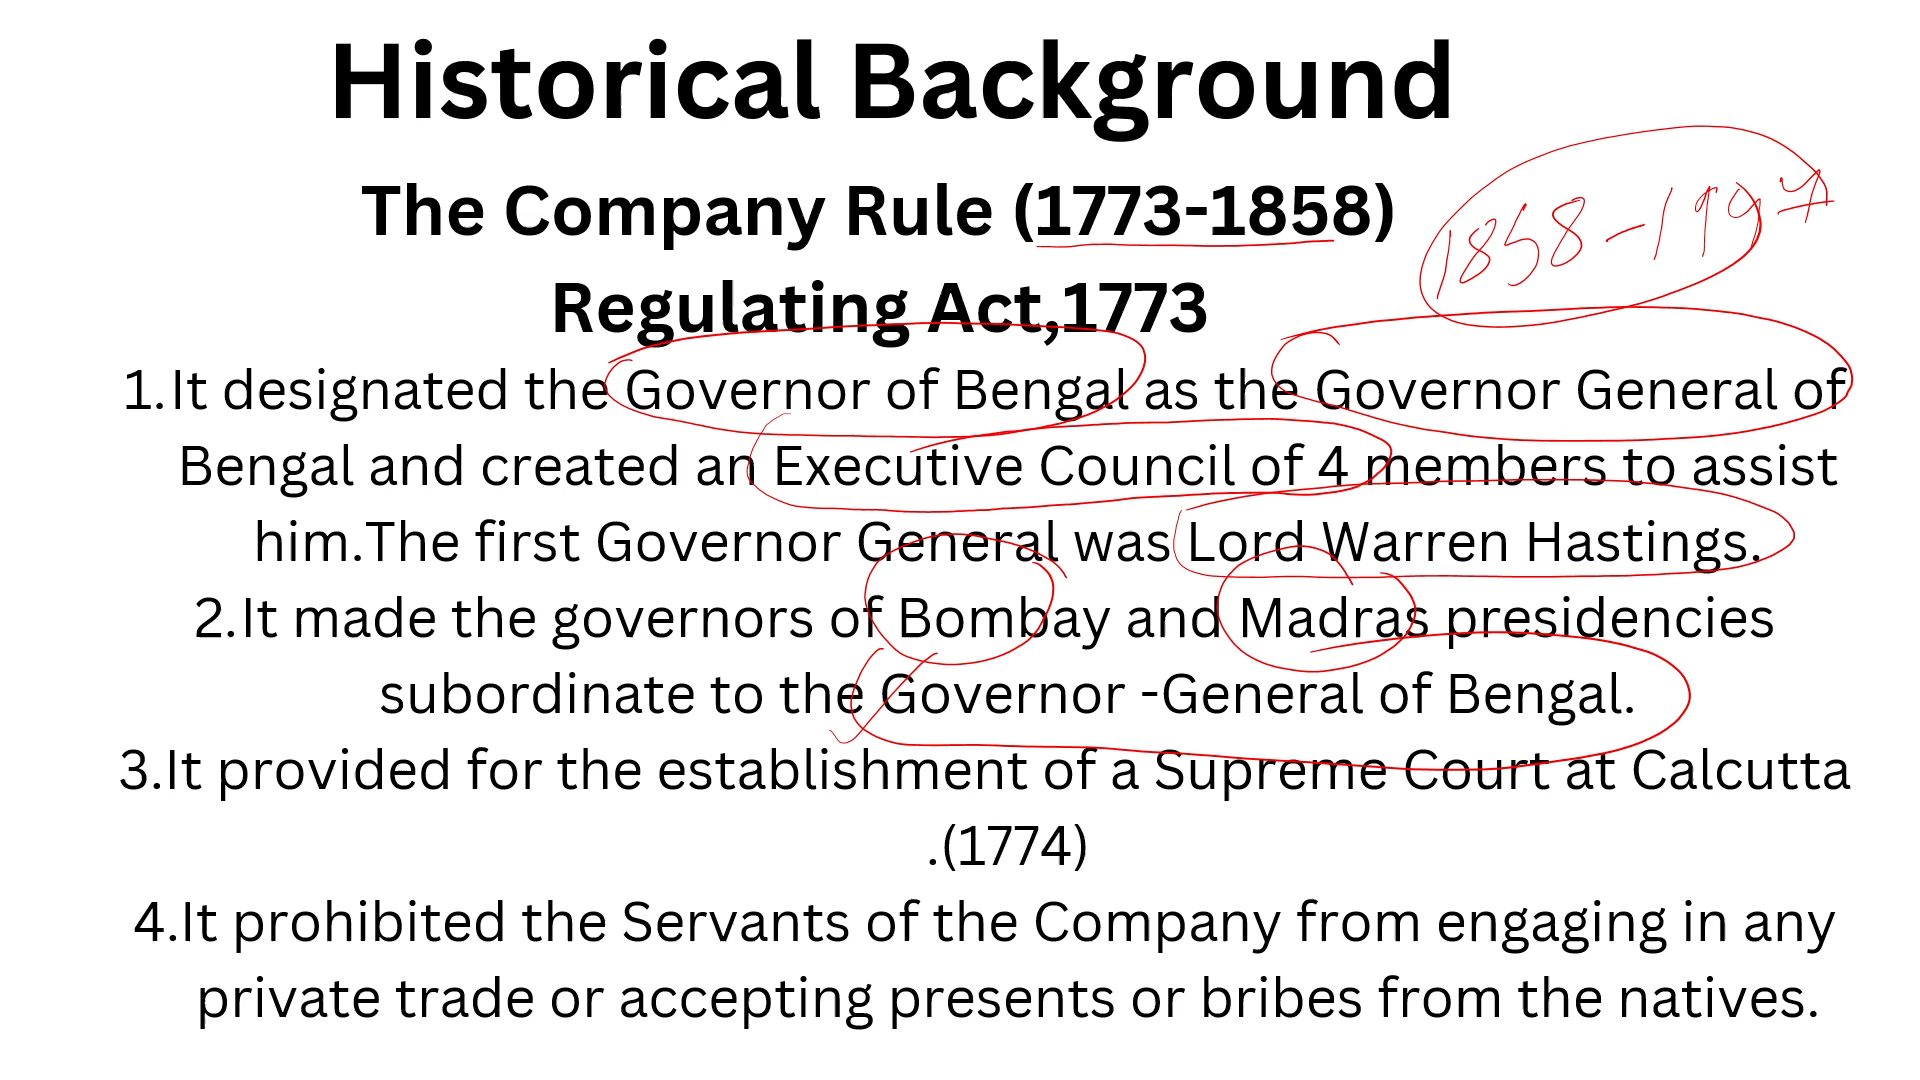 Historical Background
The Company Rule (1773-1858)
1858-1947
Regulating Act,1773
1.It designated the Governor of Bengal as the Governor General of
Bengal and created an Executive Council of 4 members to assist
him.The first Governor General was Lord Warren Hastings.
2.It made the governors of Bombay and Madras presidencies
subordinate to the Governor -General of Bengal.
3.It provided for the establishment of a Supreme Court at Calcutta
.(1774)
4.It prohibited the Servants of the Company from engaging in any
private trade or accepting presents or bribes from the natives.